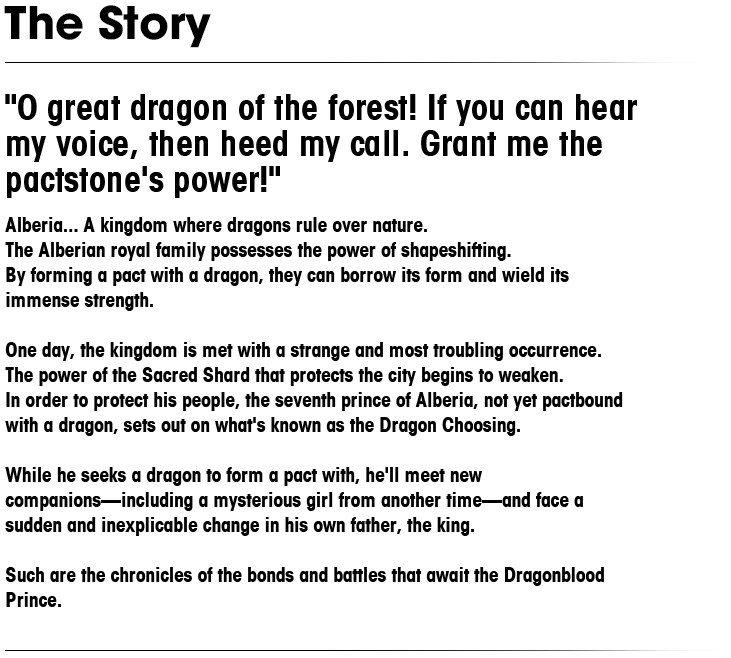 The Story
"O great dragon of the forest! If you can hear
my voice, then heed my call. Grant me the
pactstone's power!"
Alberia... A kingdom where dragons rule over nature.
The Alberian royal family possesses the power of shapeshifting.
By forming a pact with a dragon, they can borrow its form and wield its
immense strength.
One day, the kingdom is met with a strange and most troubling occurrence.
The power of the Sacred Shard that protects the city begins to weaken.
In order to protect his people, the seventh prince of Alberia, not yet pactbound
with a dragon, sets out on what's known as the Dragon Choosing.
While he seeks a dragon to form a pact with, he'll meet new
companions—including a mysterious girl from another time—and face a
sudden and inexplicable change in his own father, the king.
Such are the chronicles of the bonds and battles that await the Dragonblood
Prince.